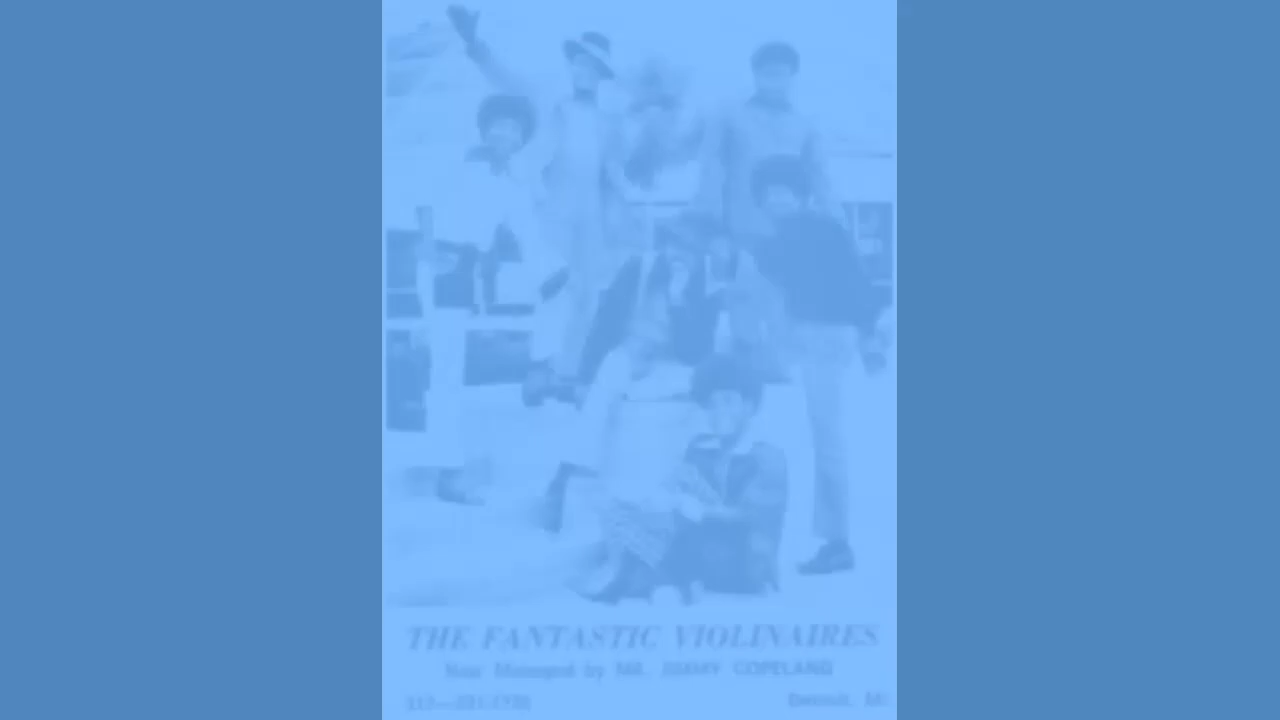 THE FANTASTIC VIOLINAIRES
Now Managed by MR. JIMMY COPELAND
Detroit, Mi